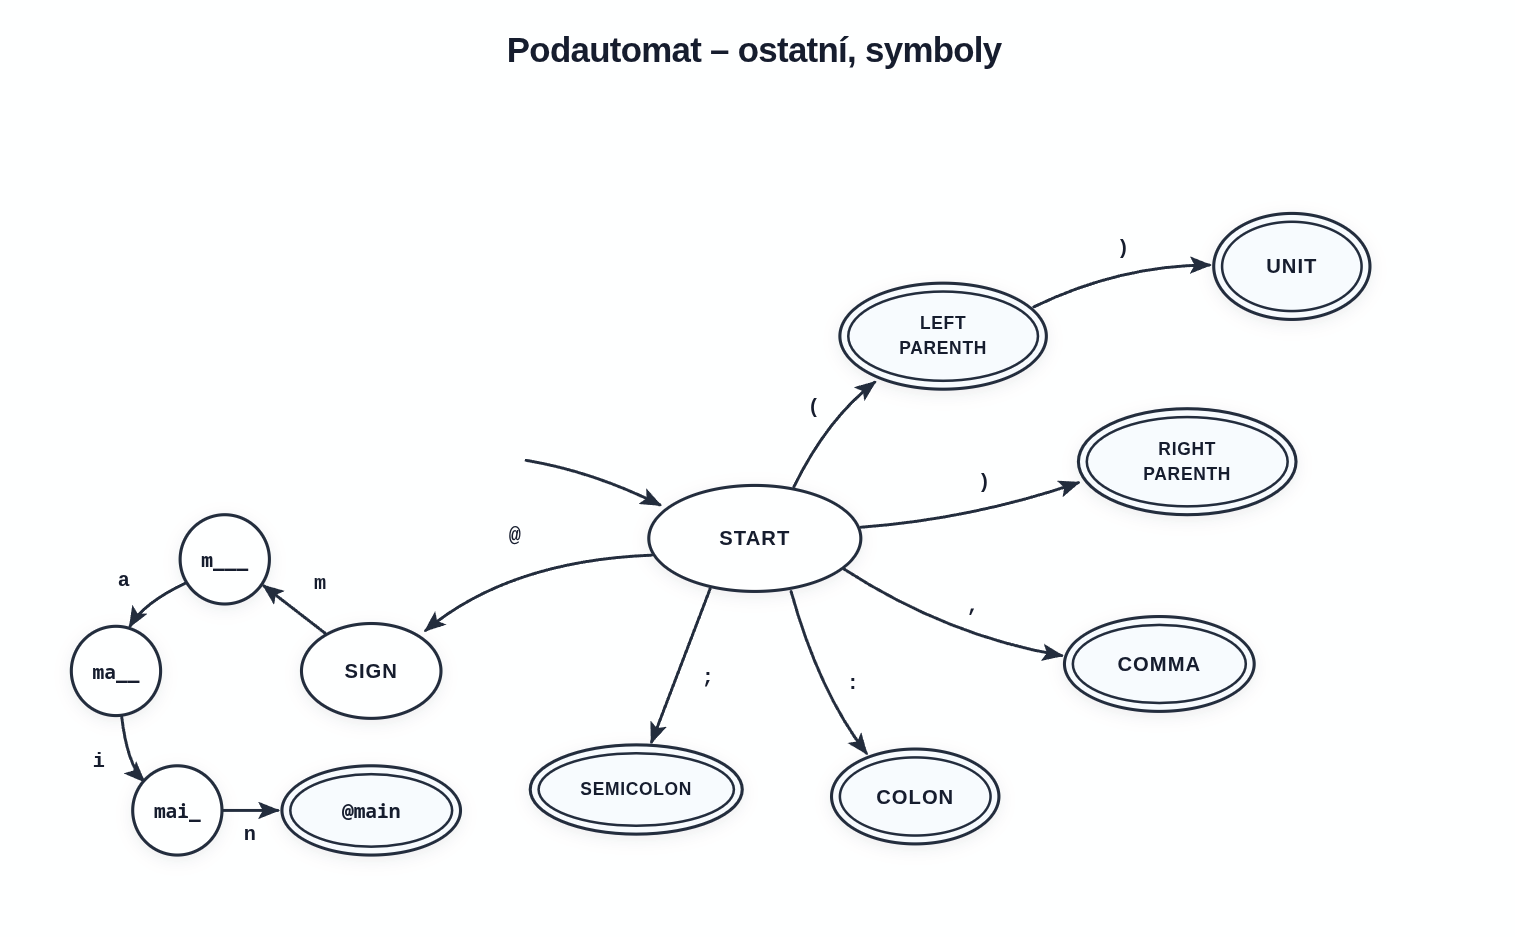 Podautomat – ostatní, symboly
)
UNIT
LEFT
PARENTH
(
RIGHT
PARENTH
)
START
@
m___
a
m
,
ma__
SIGN
COMMA
;
:
i
SEMICOLON
COLON
mai_
@main
n